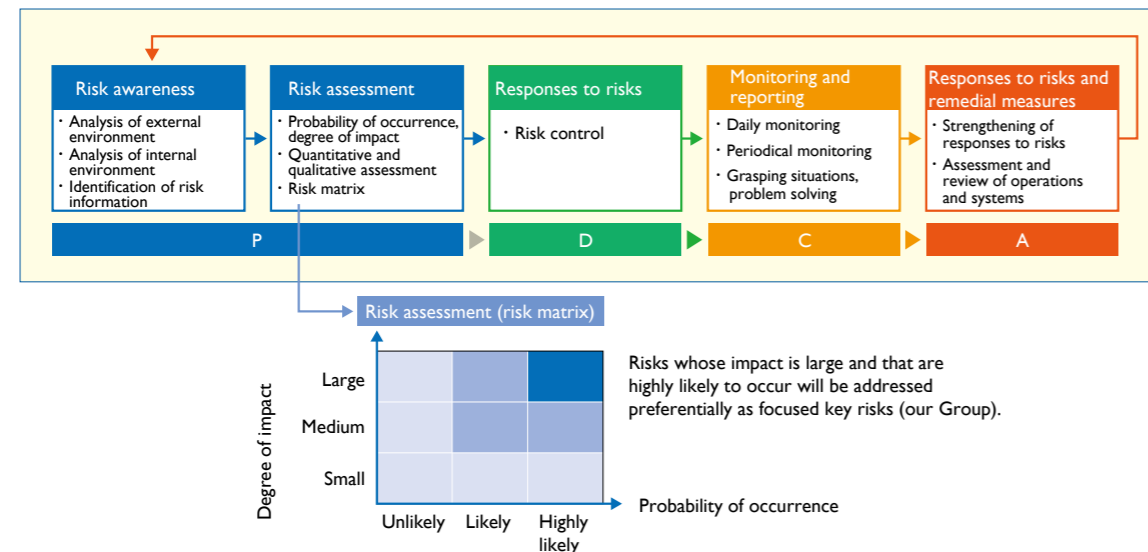 Risk awareness
・Analysis of external
environment
・Analysis of internal
environment
・Identification of risk
information
Risk assessment
・Probability of occurrence,
degree of impact
・Quantitative and
qualitative assessment
・Risk matrix
Responses to risks
・Risk control
Monitoring and
reporting
・Daily monitoring
・Periodical monitoring
・Grasping situations,
problem solving
Responses to risks and
remedial measures
・Strengthening of
responses to risks
・Assessment and
review of operations
and systems
P
D
C
A
Risk assessment (risk matrix)
Degree of impact
Large
Medium
Small
Unlikely
Likely
Highly
likely
Probability of occurrence
Risks whose impact is large and that are
highly likely to occur will be addressed
preferentially as focused key risks (our Group).